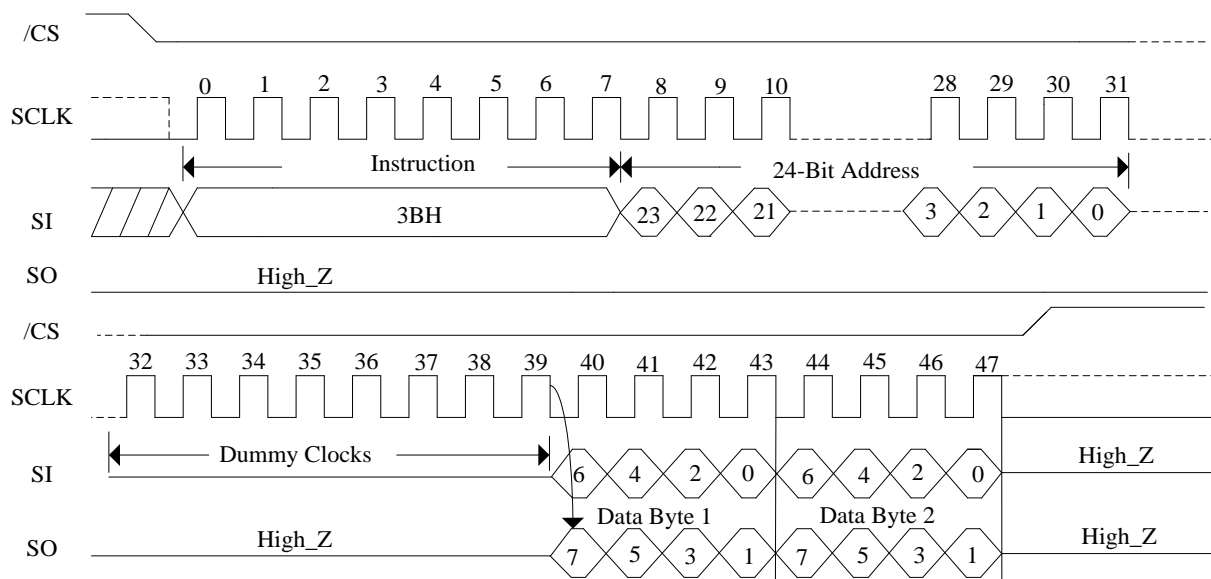 /CS
0 1 2 3 4 5 6 7 8 9 10 28 29 30 31
SCLK
Instruction 24-Bit Address
SI 3BH 23 22 21 3 2 1 0
SO High_Z
/CS
32 33 34 35 36 37 38 39 40 41 42 43 44 45 46 47
SCLK
Dummy Clocks
SI 6 4 2 0 6 4 2 0 High_Z
Data Byte 1 Data Byte 2
SO High_Z 7 5 3 1 7 5 3 1 High_Z